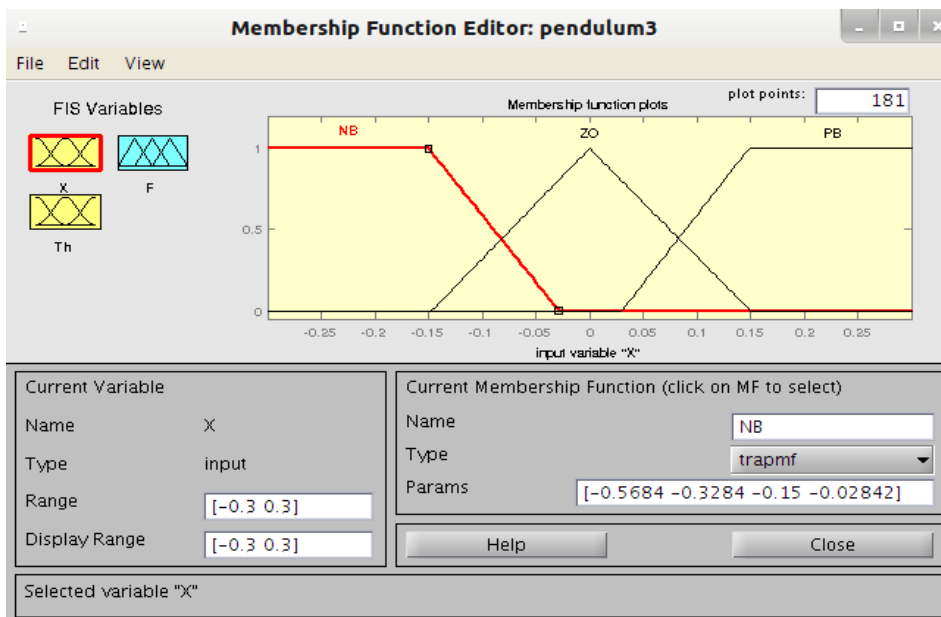 Membership Function Editor: pendulum3
File Edit View
FIS Variables
X
F
Th
plot points:
181
Membership function plots
NB
ZO
PB
1
0.5
0
-0.25 -0.2 -0.15 -0.1 -0.05 0 0.05 0.1 0.15 0.2 0.25
input variable "X"
Current Variable
Name X
Type input
Range [-0.3 0.3]
Display Range [-0.3 0.3]
Current Membership Function (click on MF to select)
Name NB
Type trapmf
Params [-0.5684 -0.3284 -0.15 -0.02842]
Help
Close
Selected variable "X"